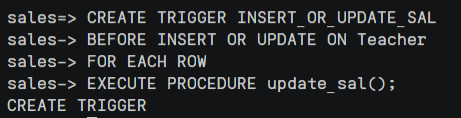 sales=> CREATE TRIGGER INSERT_OR_UPDATE_SAL
sales-> BEFORE INSERT OR UPDATE ON Teacher
sales-> FOR EACH ROW
sales-> EXECUTE PROCEDURE update_sal();
CREATE TRIGGER